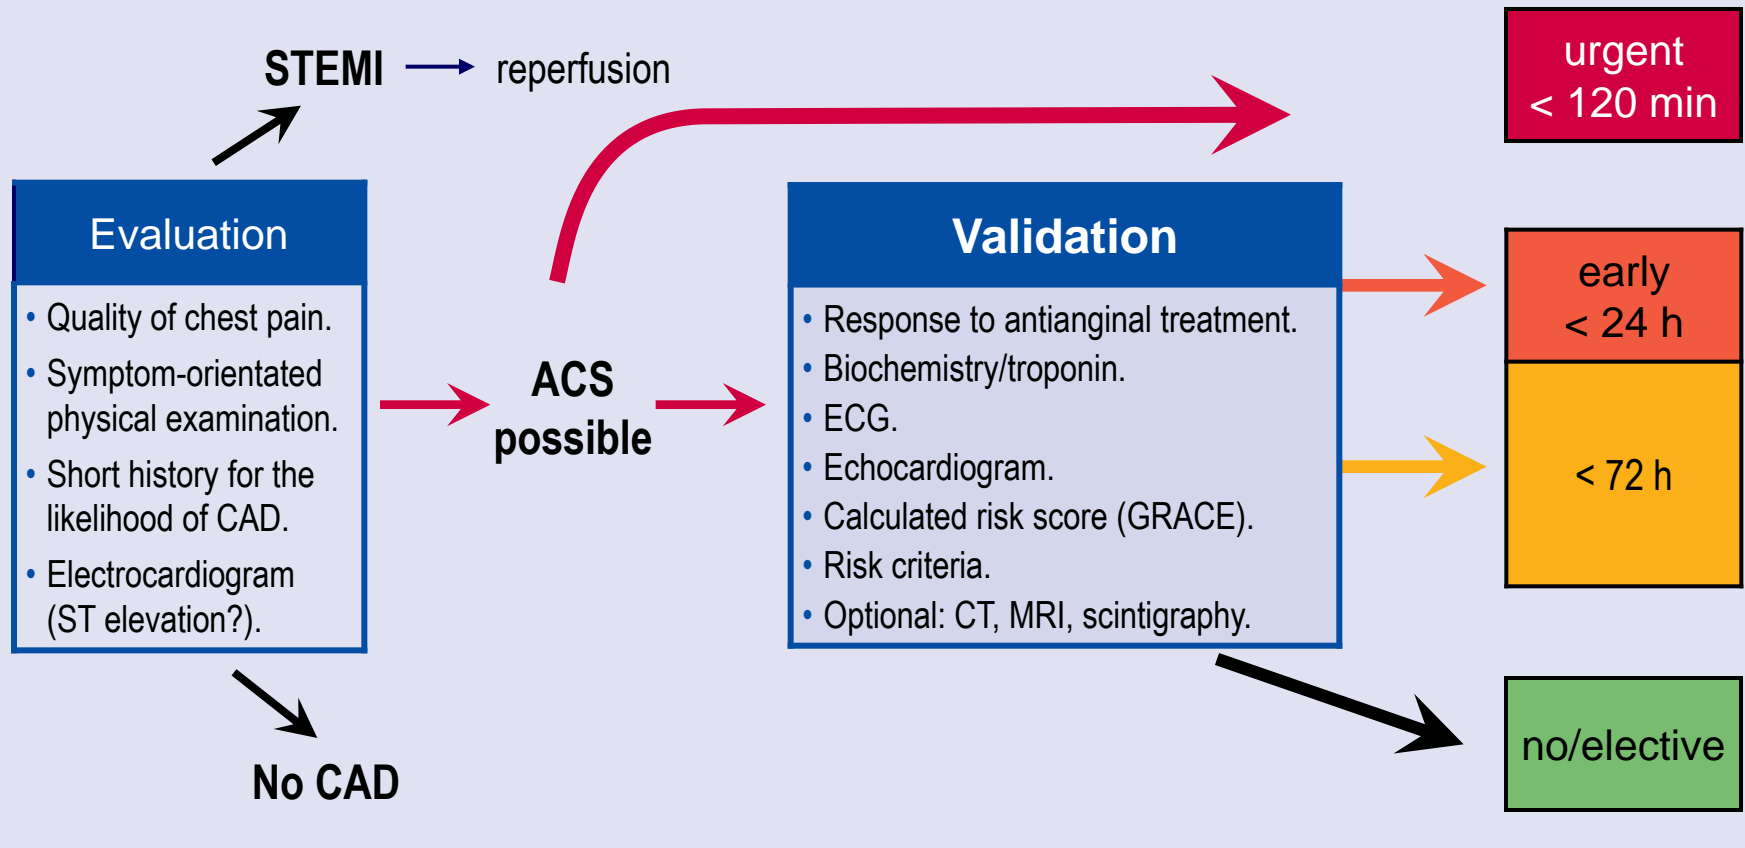 STEMI
reperfusion
urgent
< 120 min
Evaluation
• Quality of chest pain.
• Symptom-orientated
physical examination.
• Short history for the
likelihood of CAD.
• Electrocardiogram
(ST elevation?).
No CAD
ACS
possible
Validation
• Response to antianginal treatment.
• Biochemistry/troponin.
• ECG.
• Echocardiogram.
• Calculated risk score (GRACE).
• Risk criteria.
• Optional: CT, MRI, scintigraphy.
early
< 24 h
< 72 h
no/elective